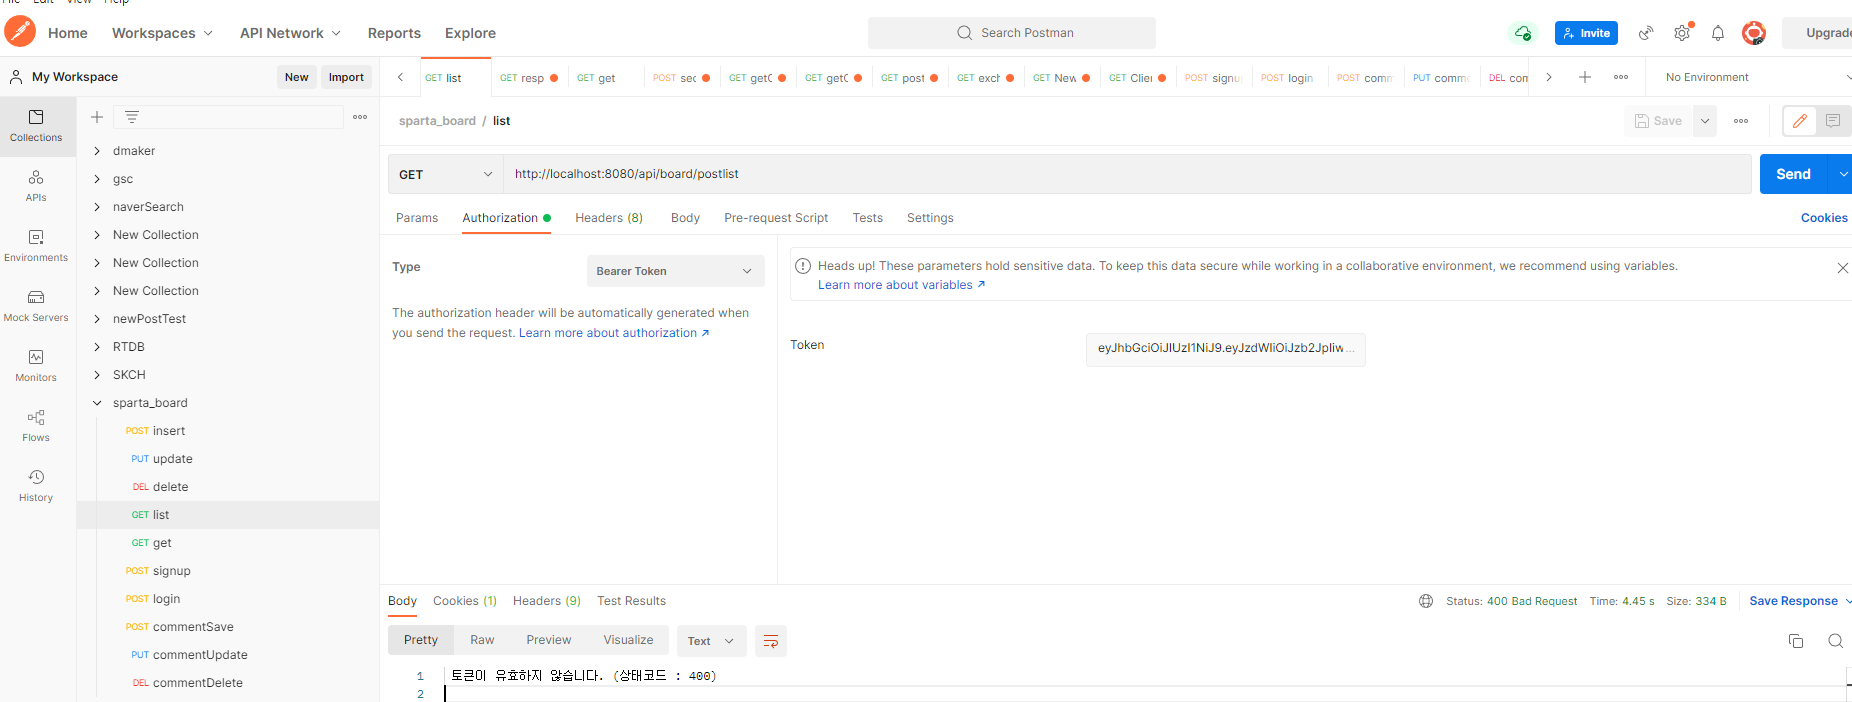 File Edit View Help
Home Workspaces API Network Reports Explore Search Postman Invite Upgrade
My Workspace New Import GET list GET resp GET get POST sec GET getC GET getC GET post GET exch GET New GET Clier POST signu POST login POST comm PUT comme DEL com No Environment
Collections
APIs
Environments
Mock Servers
Monitors
Flows
History
dmaker
gsc
naverSearch
New Collection
New Collection
New Collection
newPostTest
RTDB
SKCH
sparta_board
POST insert
PUT update
DEL delete
GET list
GET get
POST signup
POST login
POST commentSave
PUT commentUpdate
DEL commentDelete
sparta_board / list Save
GET http://localhost:8080/api/board/postlist Send
Params Authorization Headers (8) Body Pre-request Script Tests Settings Cookies
Type Bearer Token
The authorization header will be automatically generated when
you send the request. Learn more about authorization ↗
Heads up! These parameters hold sensitive data. To keep this data secure while working in a collaborative environment, we recommend using variables.
Learn more about variables ↗
Token eyJhbGciOiJIUzI1NiJ9.eyJzdWIiOiJzb2JpIiw...
Body Cookies (1) Headers (9) Test Results Status: 400 Bad Request Time: 4.45 s Size: 334 B Save Response
Pretty Raw Preview Visualize Text
1 토큰이 유효하지 않습니다. (상태코드 : 400)
2